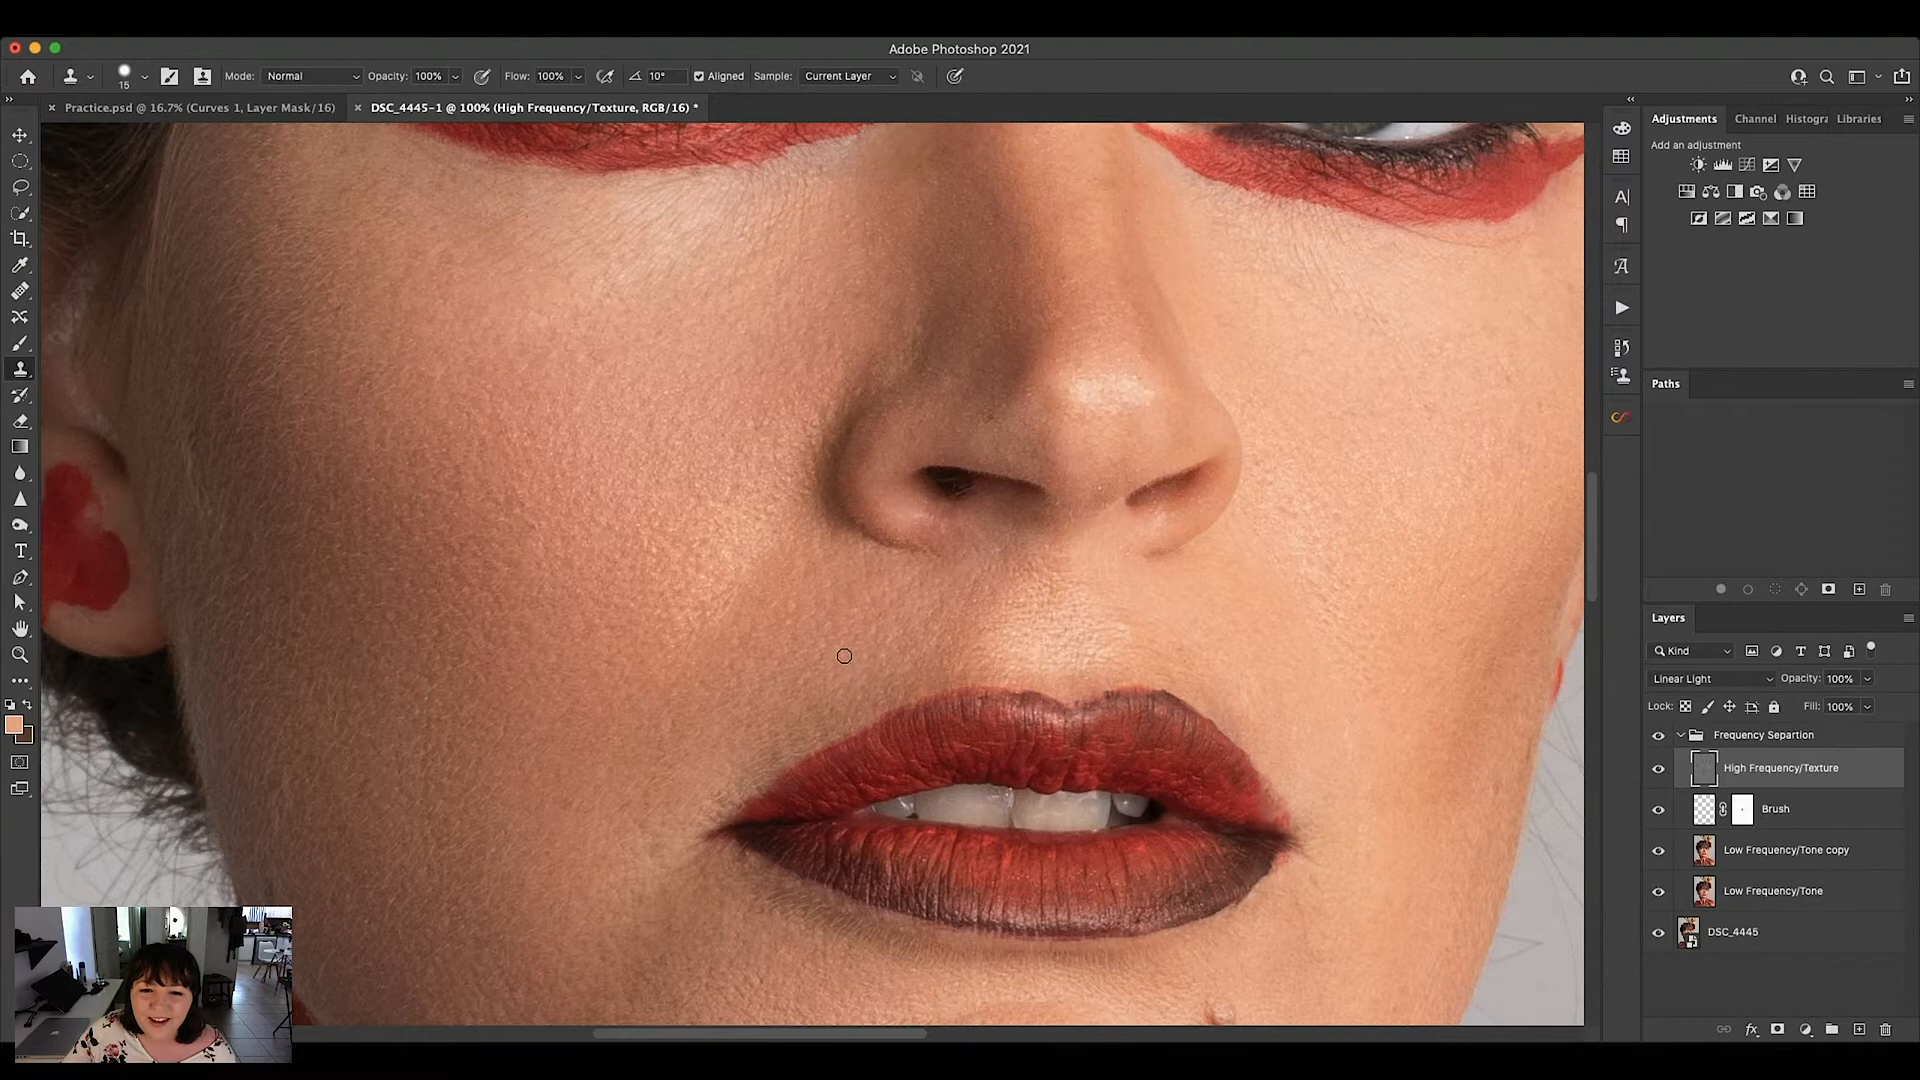 Adobe Photoshop 2021
15 Mode: Normal Opacity: 100% Flow: 100% 10° Aligned Sample: Current Layer
Practice.psd @ 16.7% (Curves 1, Layer Mask/16) DSC_4445-1 @ 100% (High Frequency/Texture, RGB/16) *
Adjustments Channel Histogra Libraries
Add an adjustment
Paths
Layers
Kind
Linear Light Opacity: 100%
Lock: Fill: 100%
Frequency Separtion
High Frequency/Texture
Brush
Low Frequency/Tone copy
Low Frequency/Tone
DSC_4445